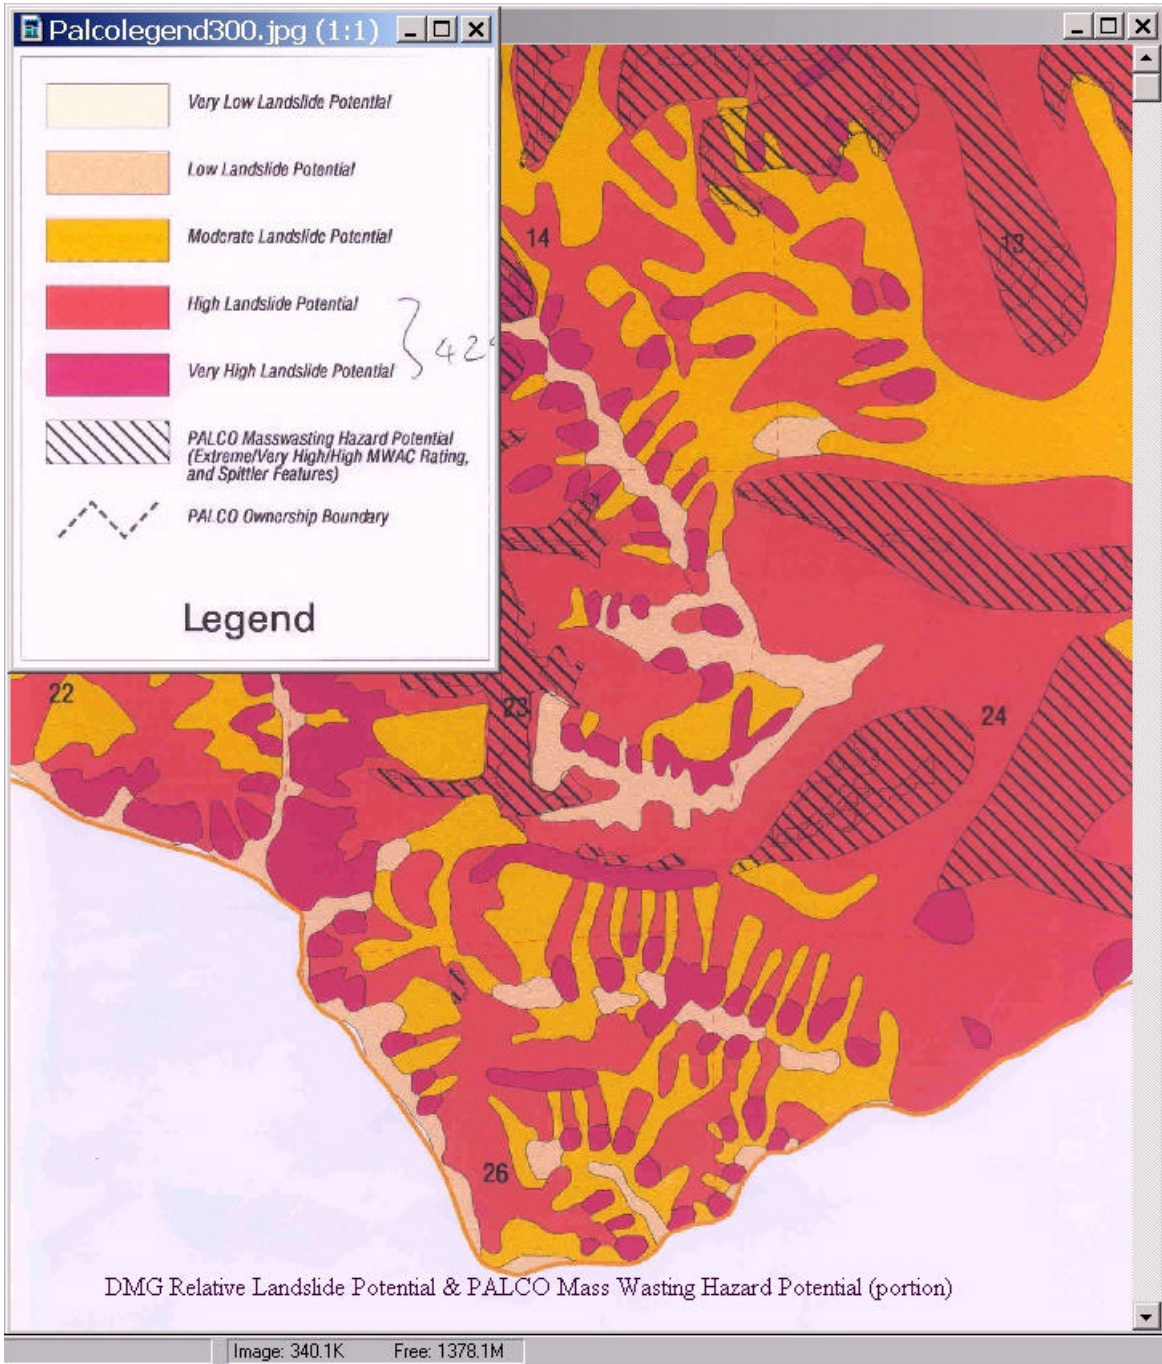 Palcolegend300.jpg (1:1)
Very Low Landslide Potential
Low Landslide Potential
Moderate Landslide Potential
High Landslide Potential
Very High Landslide Potential
PALCO Masswasting Hazard Potential
(Extreme/Very High/High MWAC Rating,
and Spittler Features)
PALCO Ownership Boundary
Legend
14
13
22
23
24
26
DMG Relative Landslide Potential & PALCO Mass Wasting Hazard Potential (portion)
Image: 340.1K Free: 1378.1M